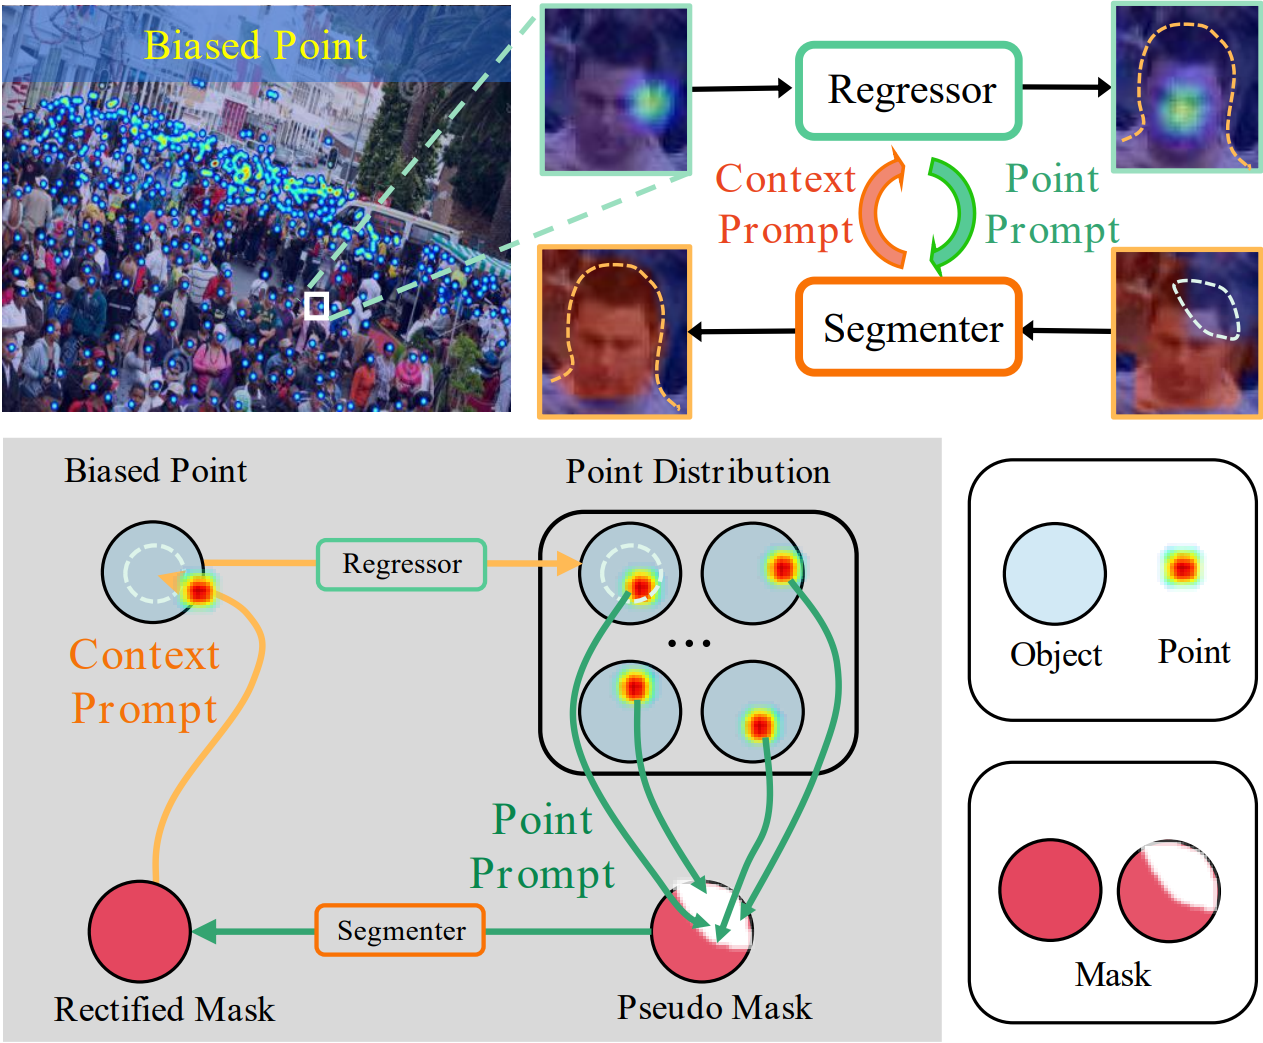 Biased Point
Regressor
Context
Prompt
Point
Prompt
Segmenter
Biased Point
Point Distribution
Regressor
Context
Prompt
...
Point
Prompt
Segmenter
Rectified Mask
Pseudo Mask
Object
Point
Mask